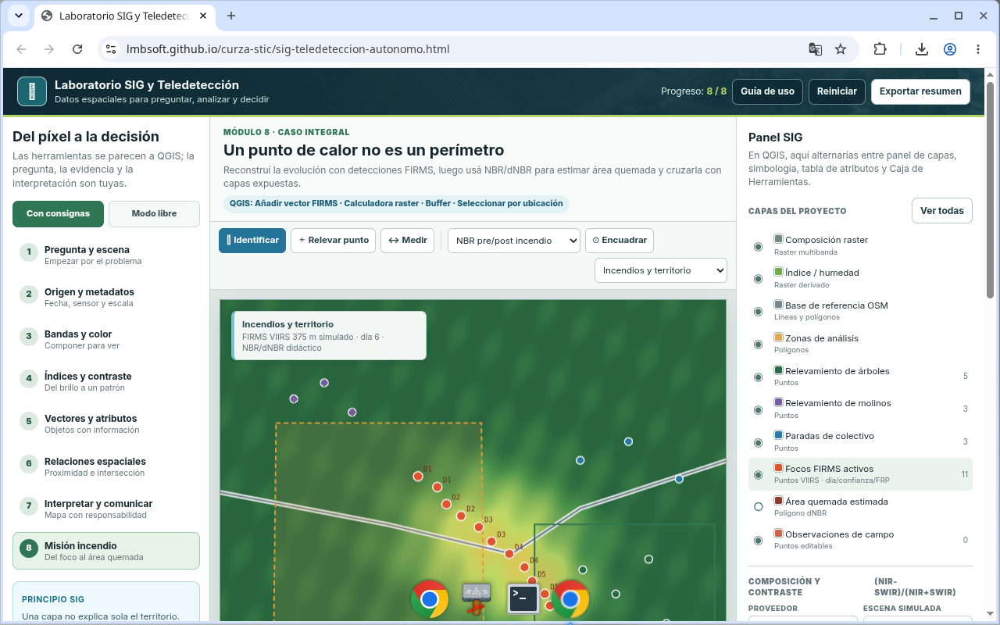 Laboratorio SIG y Teledetecc
lmbsoft.github.io/curza-stic/sig-teledeteccion-autonomo.html
Laboratorio SIG y Teledetección
Datos espaciales para preguntar, analizar y decidir
Progreso: 8 / 8
Guía de uso
Reiniciar
Exportar resumen
Del píxel a la decisión
Las herramientas se parecen a QGIS; la
pregunta, la evidencia y la
interpretación son tuyas.
Con consignas
Modo libre
1
Pregunta y escena
Empezar por el problema
2
Origen y metadatos
Fecha, sensor y escala
3
Bandas y color
Componer para ver
4
Índices y contraste
Del brillo a un patrón
5
Vectores y atributos
Objetos con información
6
Relaciones espaciales
Proximidad e intersección
7
Interpretar y comunicar
Mapa con responsabilidad
8
Misión incendio
Del foco al área quemada
PRINCIPIO SIG
Una capa no explica sola el territorio.
MÓDULO 8 · CASO INTEGRAL
Un punto de calor no es un perímetro
Reconstruí la evolución con detecciones FIRMS, luego usá NBR/dNBR para estimar área quemada y cruzarla con
capas expuestas.
QGIS: Añadir vector FIRMS · Calculadora raster · Buffer · Seleccionar por ubicación
Identificar
+ Relevar punto
↔ Medir
NBR pre/post incendio
⊙ Encuadrar
Incendios y territorio
Incendios y territorio
FIRMS VIIRS 375 m simulado · día 6 ·
NBR/dNBR didáctico
D1
D1
D2
D2
D3
D3
D4
D4
D5
Panel SIG
En QGIS, aquí alternarías entre panel de capas,
simbología, tabla de atributos y Caja de
Herramientas.
CAPAS DEL PROYECTO
Ver todas
Composición raster
Raster multibanda
Índice / humedad
Raster derivado
Base de referencia OSM
Líneas y polígonos
Zonas de análisis
Polígonos
Relevamiento de árboles
Puntos
5
Relevamiento de molinos
Puntos
3
Paradas de colectivo
Puntos
3
Focos FIRMS activos
Puntos VIIRS · día/confianza/FRP
11
Área quemada estimada
Polígono dNBR
Observaciones de campo
Puntos editables
0
COMPOSICIÓN Y
CONTRASTE
(NIR-
SWIR)/(NIR+SWIR)
PROVEEDOR
ESCENA SIMULADA